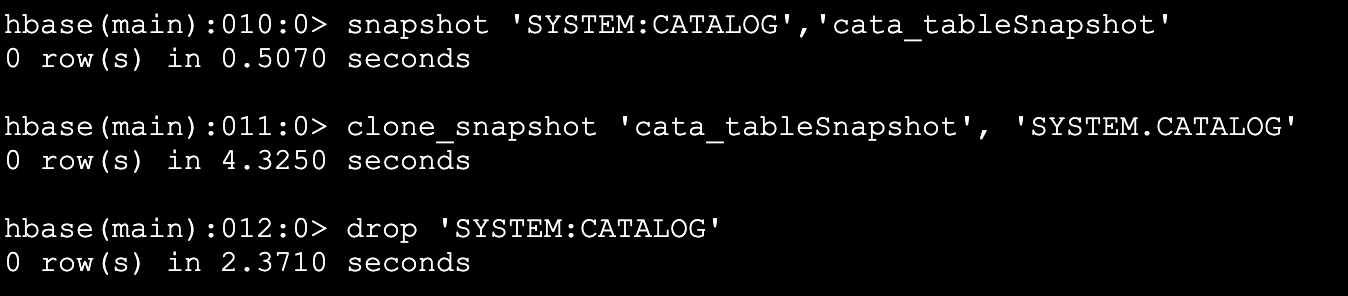 hbase(main):010:0> snapshot 'SYSTEM:CATALOG','cata_tableSnapshot'
0 row(s) in 0.5070 seconds
hbase(main):011:0> clone_snapshot 'cata_tableSnapshot', 'SYSTEM.CATALOG'
0 row(s) in 4.3250 seconds
hbase(main):012:0> drop 'SYSTEM:CATALOG'
0 row(s) in 2.3710 seconds